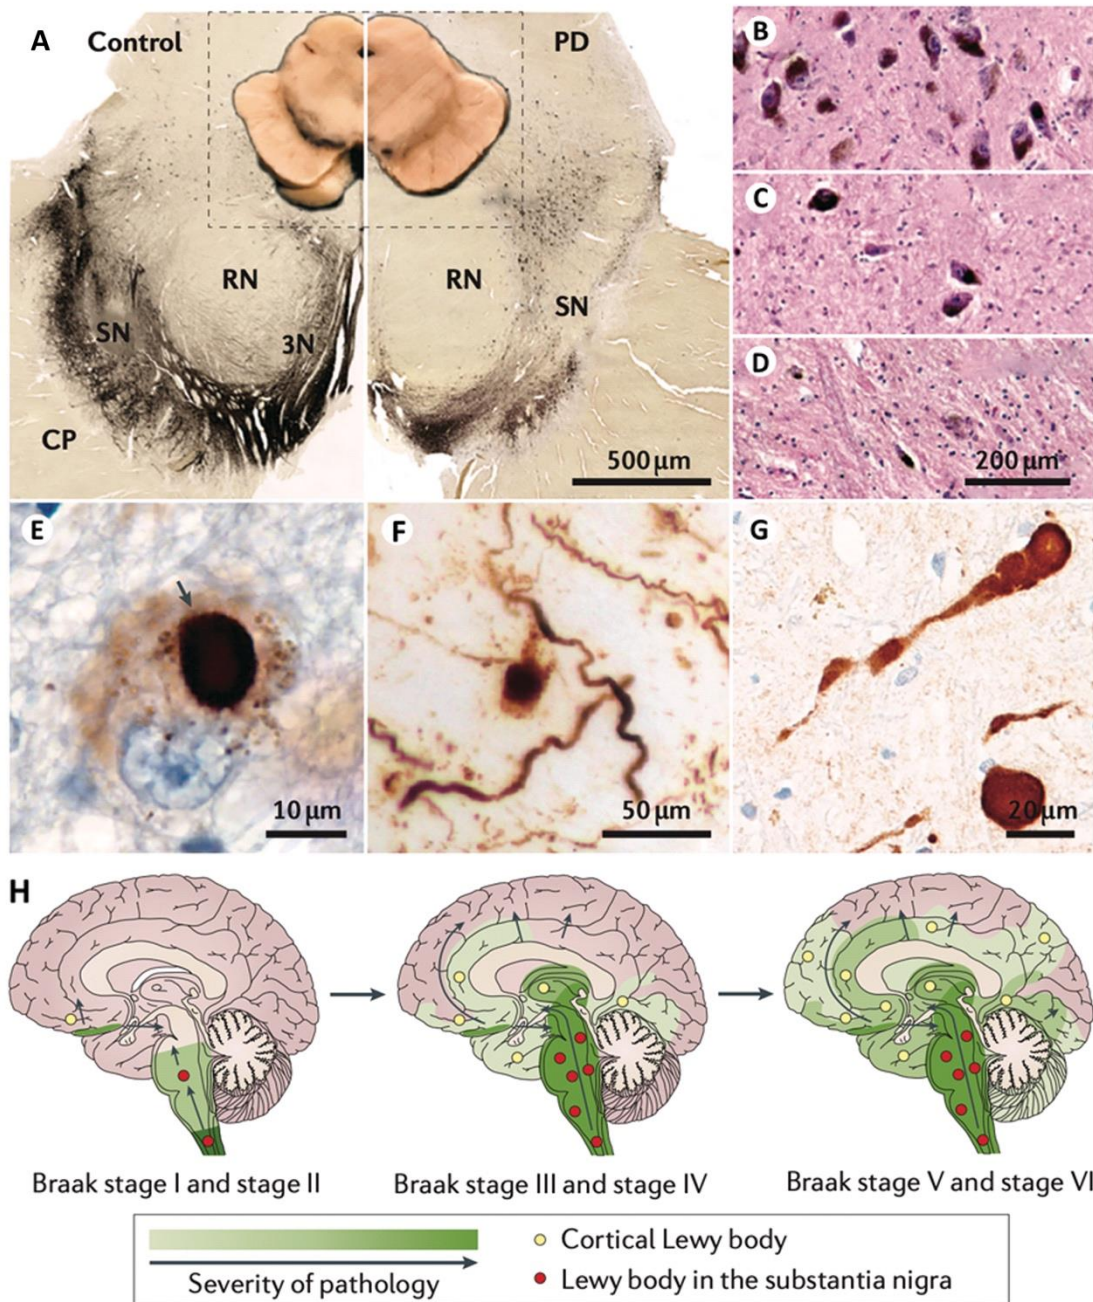 A
Control
PD
RN
SN
3N
CP
RN
SN
500 µm
B
C
D
200 µm
E
10 µm
F
50 µm
G
20 µm
H
Braak stage I and stage II
Braak stage III and stage IV
Braak stage V and stage VI
Severity of pathology
Cortical Lewy body
Lewy body in the substantia nigra